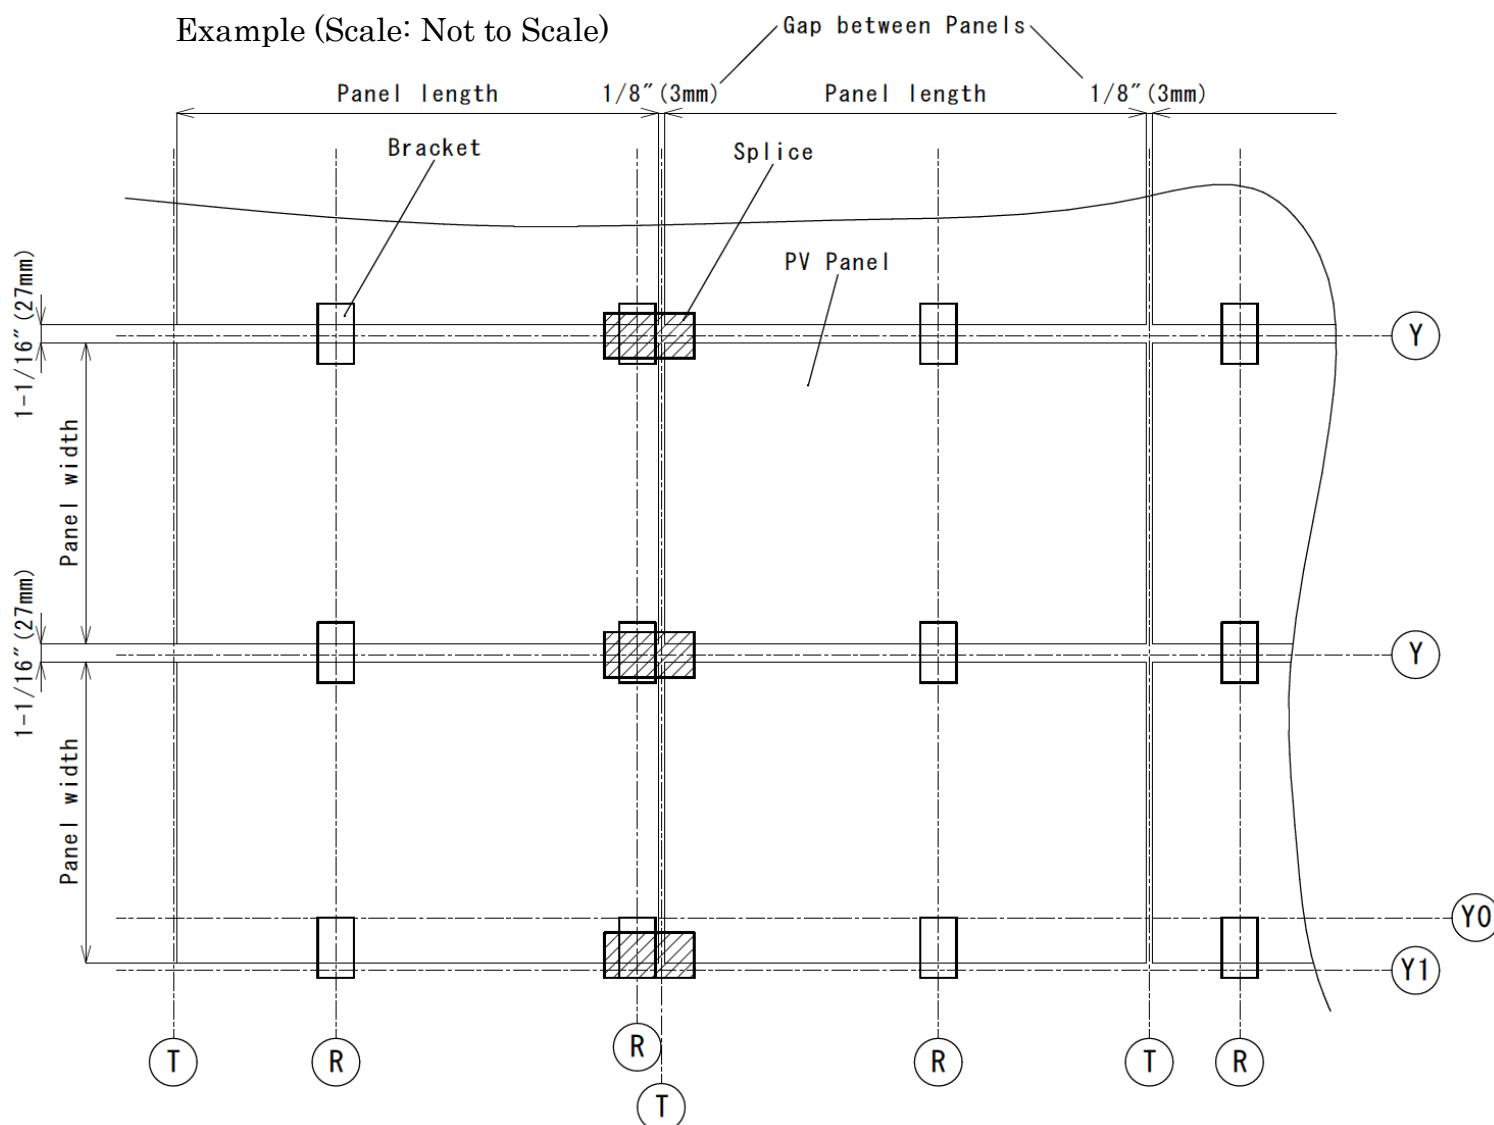 Example (Scale: Not to Scale)
Gap between Panels
Panel length
1/8″(3mm)
Panel length
1/8″(3mm)
Bracket
Splice
PV Panel
1-1/16″(27mm)
Y
Panel width
1-1/16″(27mm)
Y
Panel width
Y0
Y1
T
R
R
T
R
T
R